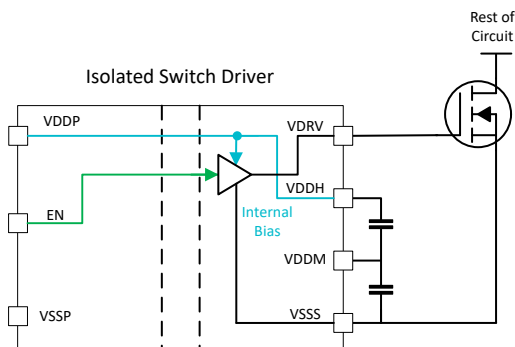 Rest of
Circuit
Isolated Switch Driver
VDDP
VDRV
VDDH
EN
Internal
Bias
VDDM
VSSP
VSSS